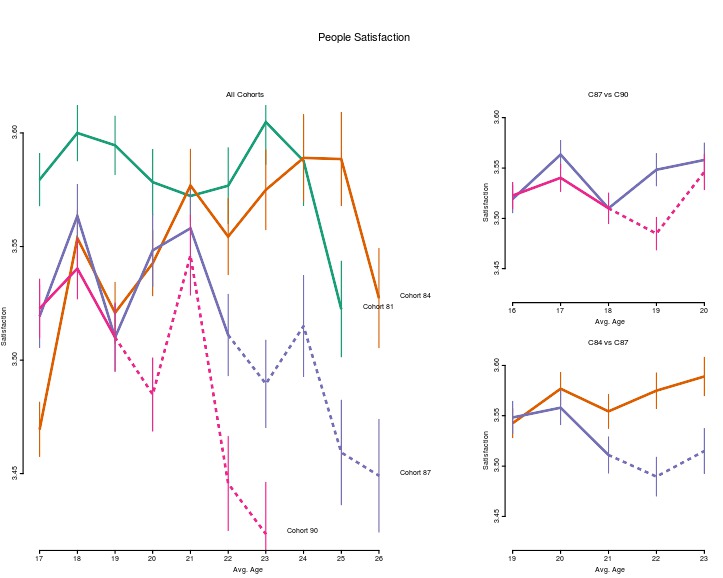 People Satisfaction
All Cohorts
Satisfaction
3.60
3.55
3.50
3.45
Cohort 84
Cohort 81
Cohort 87
Cohort 90
17 18 19 20 21 22 23 24 25 26
Avg. Age
C87 vs C90
Satisfaction
3.60
3.55
3.50
3.45
16 17 18 19 20
Avg. Age
C84 vs C87
Satisfaction
3.60
3.55
3.50
3.45
19 20 21 22 23
Avg. Age